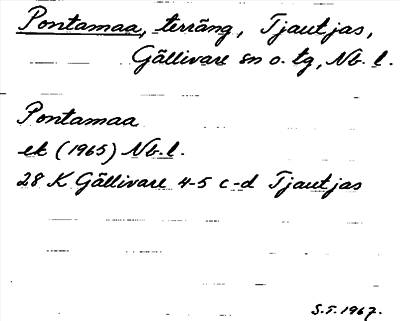 Pontamaa, terräng, Tjautjas,
Gällivare sn o. tg, Nb. l.
Pontamaa
ek (1965) Nb. l.
28 K Gällivare 4-5 c-d Tjautjas
S.F. 1967.